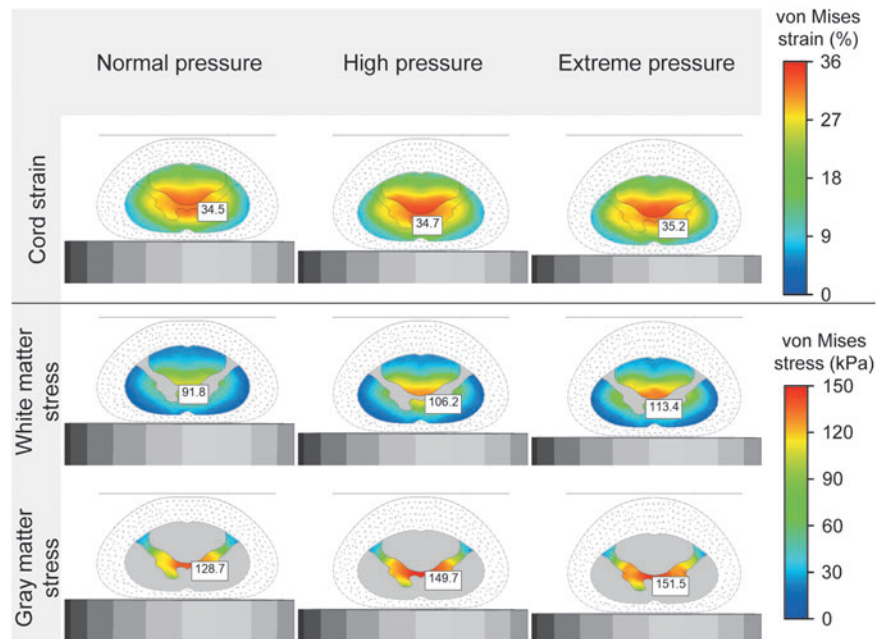 Normal pressure
High pressure
Extreme pressure
von Mises
strain (%)
36
27
18
9
0
Cord strain
34.5
34.7
35.2
White matter
stress
91.8
106.2
113.4
von Mises
stress (kPa)
150
120
90
60
30
0
Gray matter
stress
128.7
149.7
151.5